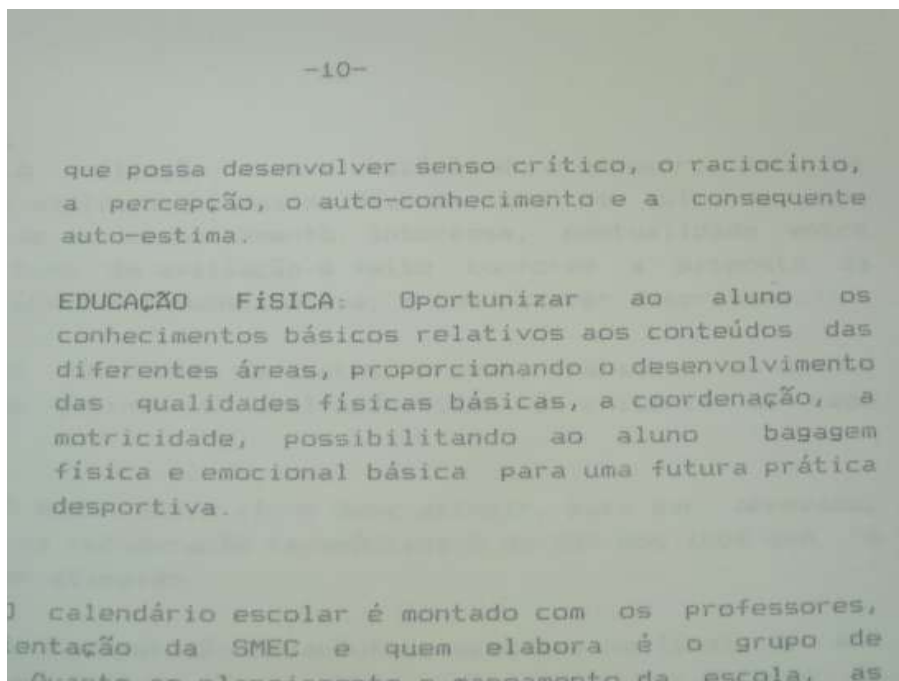 -10-
que possa desenvolver senso crítico, o raciocínio,
a percepção, o auto-conhecimento e a consequente
auto-estima.
EDUCAÇÃO FíSICA: Oportunizar ao aluno os
conhecimentos básicos relativos aos conteúdos das
diferentes áreas, proporcionando o desenvolvimento
das qualidades físicas básicas, a coordenação, a
motricidade, possibilitando ao aluno bagagem
física e emocional básica para uma futura prática
desportiva.
calendário escolar é montado com os professores,
da SMEC e quem elabora é o grupo de
da escola, as